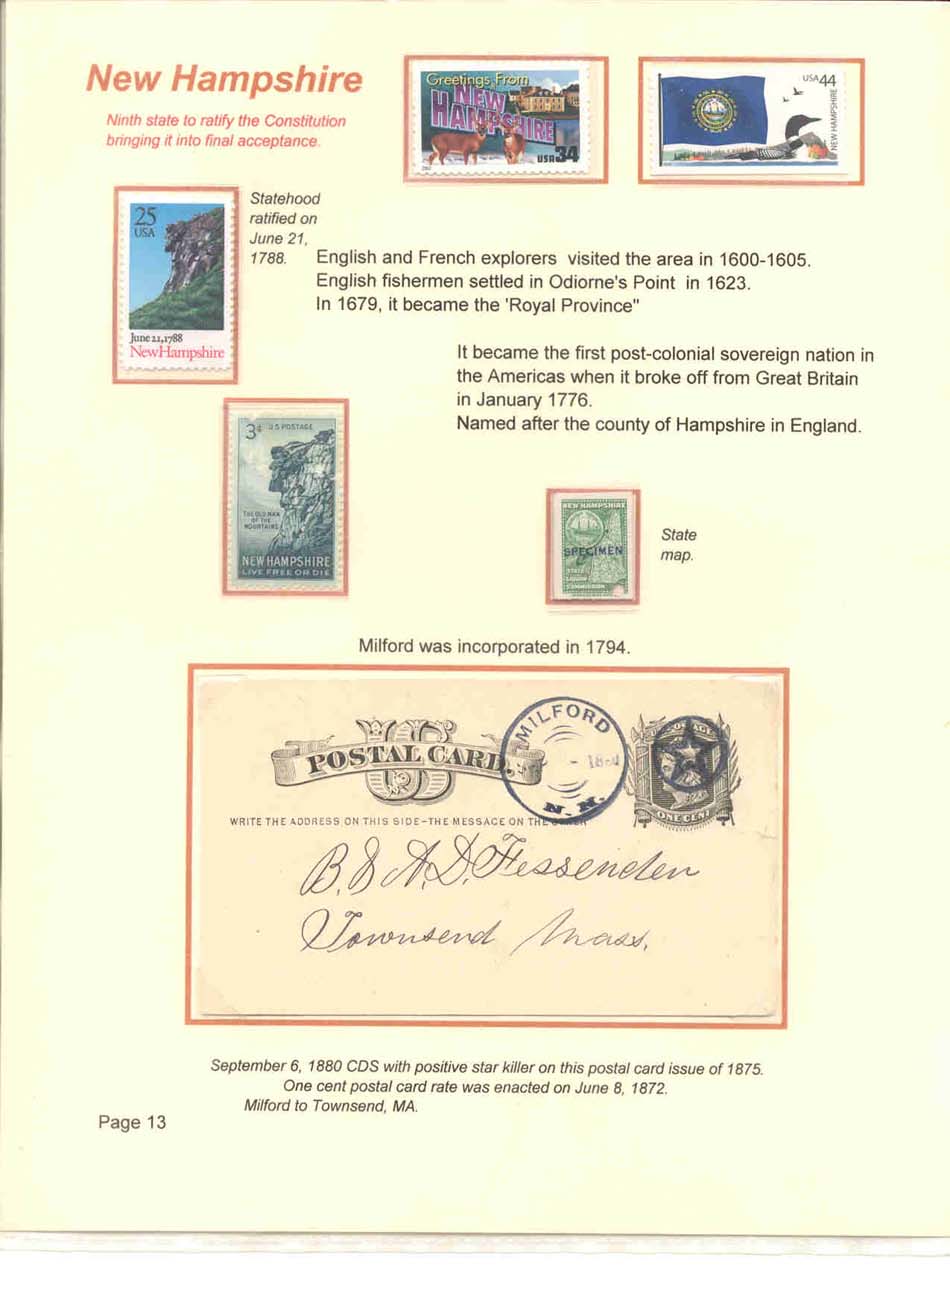 New Hampshire
Ninth state to ratify the Constitution
bringing it into final acceptance.
Greetings From
NEW
HAMPSHIRE
USA 34
2002
USA 44
NEW HAMPSHIRE
25
USA
June 21, 1788
New Hampshire
Statehood
ratified on
June 21,
1788.
English and French explorers visited the area in 1600-1605.
English fishermen settled in Odiorne's Point in 1623.
In 1679, it became the 'Royal Province"
It became the first post-colonial sovereign nation in
the Americas when it broke off from Great Britain
in January 1776.
Named after the county of Hampshire in England.
3¢ U S POSTAGE
THE OLD MAN
OF THE
MOUNTAINS
NEW HAMPSHIRE
LIVE FREE OR DIE
NEW HAMPSHIRE
SPECIMEN
STATE
LIQUOR
COMMISSION
State
map.
Milford was incorporated in 1794.
US
POSTAL CARD.
MILFORD
N.H.
U.S. POSTAGE
ONE CENT
WRITE THE ADDRESS ON THIS SIDE-THE MESSAGE ON THE OTHER
B, & A, D, Fessenden
Townsend Mass,
September 6, 1880 CDS with positive star killer on this postal card issue of 1875.
One cent postal card rate was enacted on June 8, 1872.
Milford to Townsend, MA.
Page 13